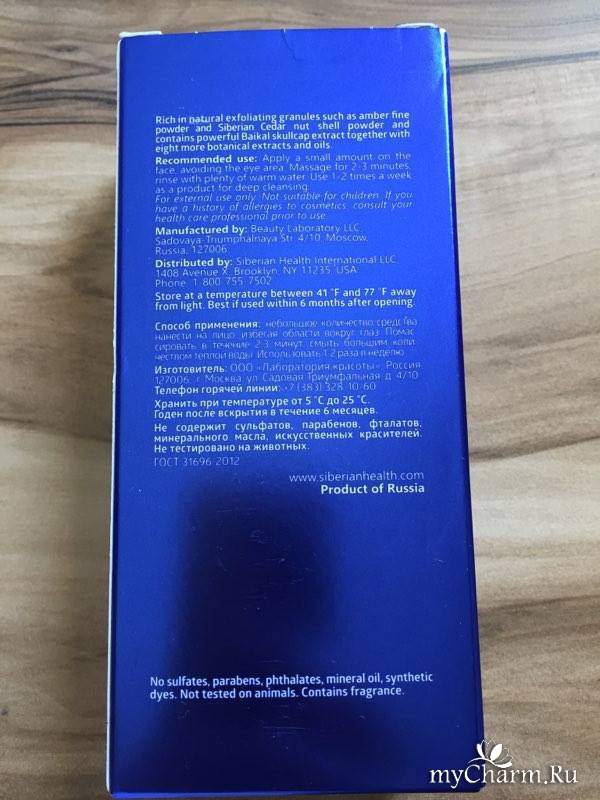 Rich in natural exfoliating granules such as amber fine
powder and Siberian Cedar nut shell powder and
contains powerful Baikal skullcap extract together with
eight more botanical extracts and oils.
Recommended use: Apply a small amount on the
face, avoiding the eye area. Massage for 2-3 minutes,
rinse with plenty of warm water. Use 1-2 times a week
as a product for deep cleansing.
For external use only. Not suitable for children. If you
have a history of allergies to cosmetics, consult your
health care professional prior to use.
Manufactured by: Beauty Laboratory LLC.
Sadovaya-Triumphalnaya Str. 4/10, Moscow,
Russia, 127006
Distributed by: Siberian Health International LLC.
1408 Avenue X, Brooklyn, NY 11235, USA
Phone: 1-800-755-7502
Store at a temperature between 41 °F and 77 °F away
from light. Best if used within 6 months after opening.
Способ применения: небольшое количество средства
нанести на лицо, избегая области вокруг глаз. Помас
сировать в течение 2-3 минут, смыть большим коли
чеством теплой воды. Использовать 1-2 раза в неделю.
Изготовитель: ООО «Лаборатория красоты», Россия,
127006, г. Москва, ул. Садовая Триумфальная, д. 4/10
Телефон горячей линии: +7 (383) 328-10-60
Хранить при температуре от 5 °С до 25 °С.
Годен после вскрытия в течение 6 месяцев.
Не содержит сульфатов, парабенов, фталатов,
минерального масла, искусственных красителей.
Не тестировано на животных.
ГОСТ 31696-2012
www.siberianhealth.com
Product of Russia
No sulfates, parabens, phthalates, mineral oil, synthetic
dyes. Not tested on animals. Contains fragrance.
myCharm.Ru